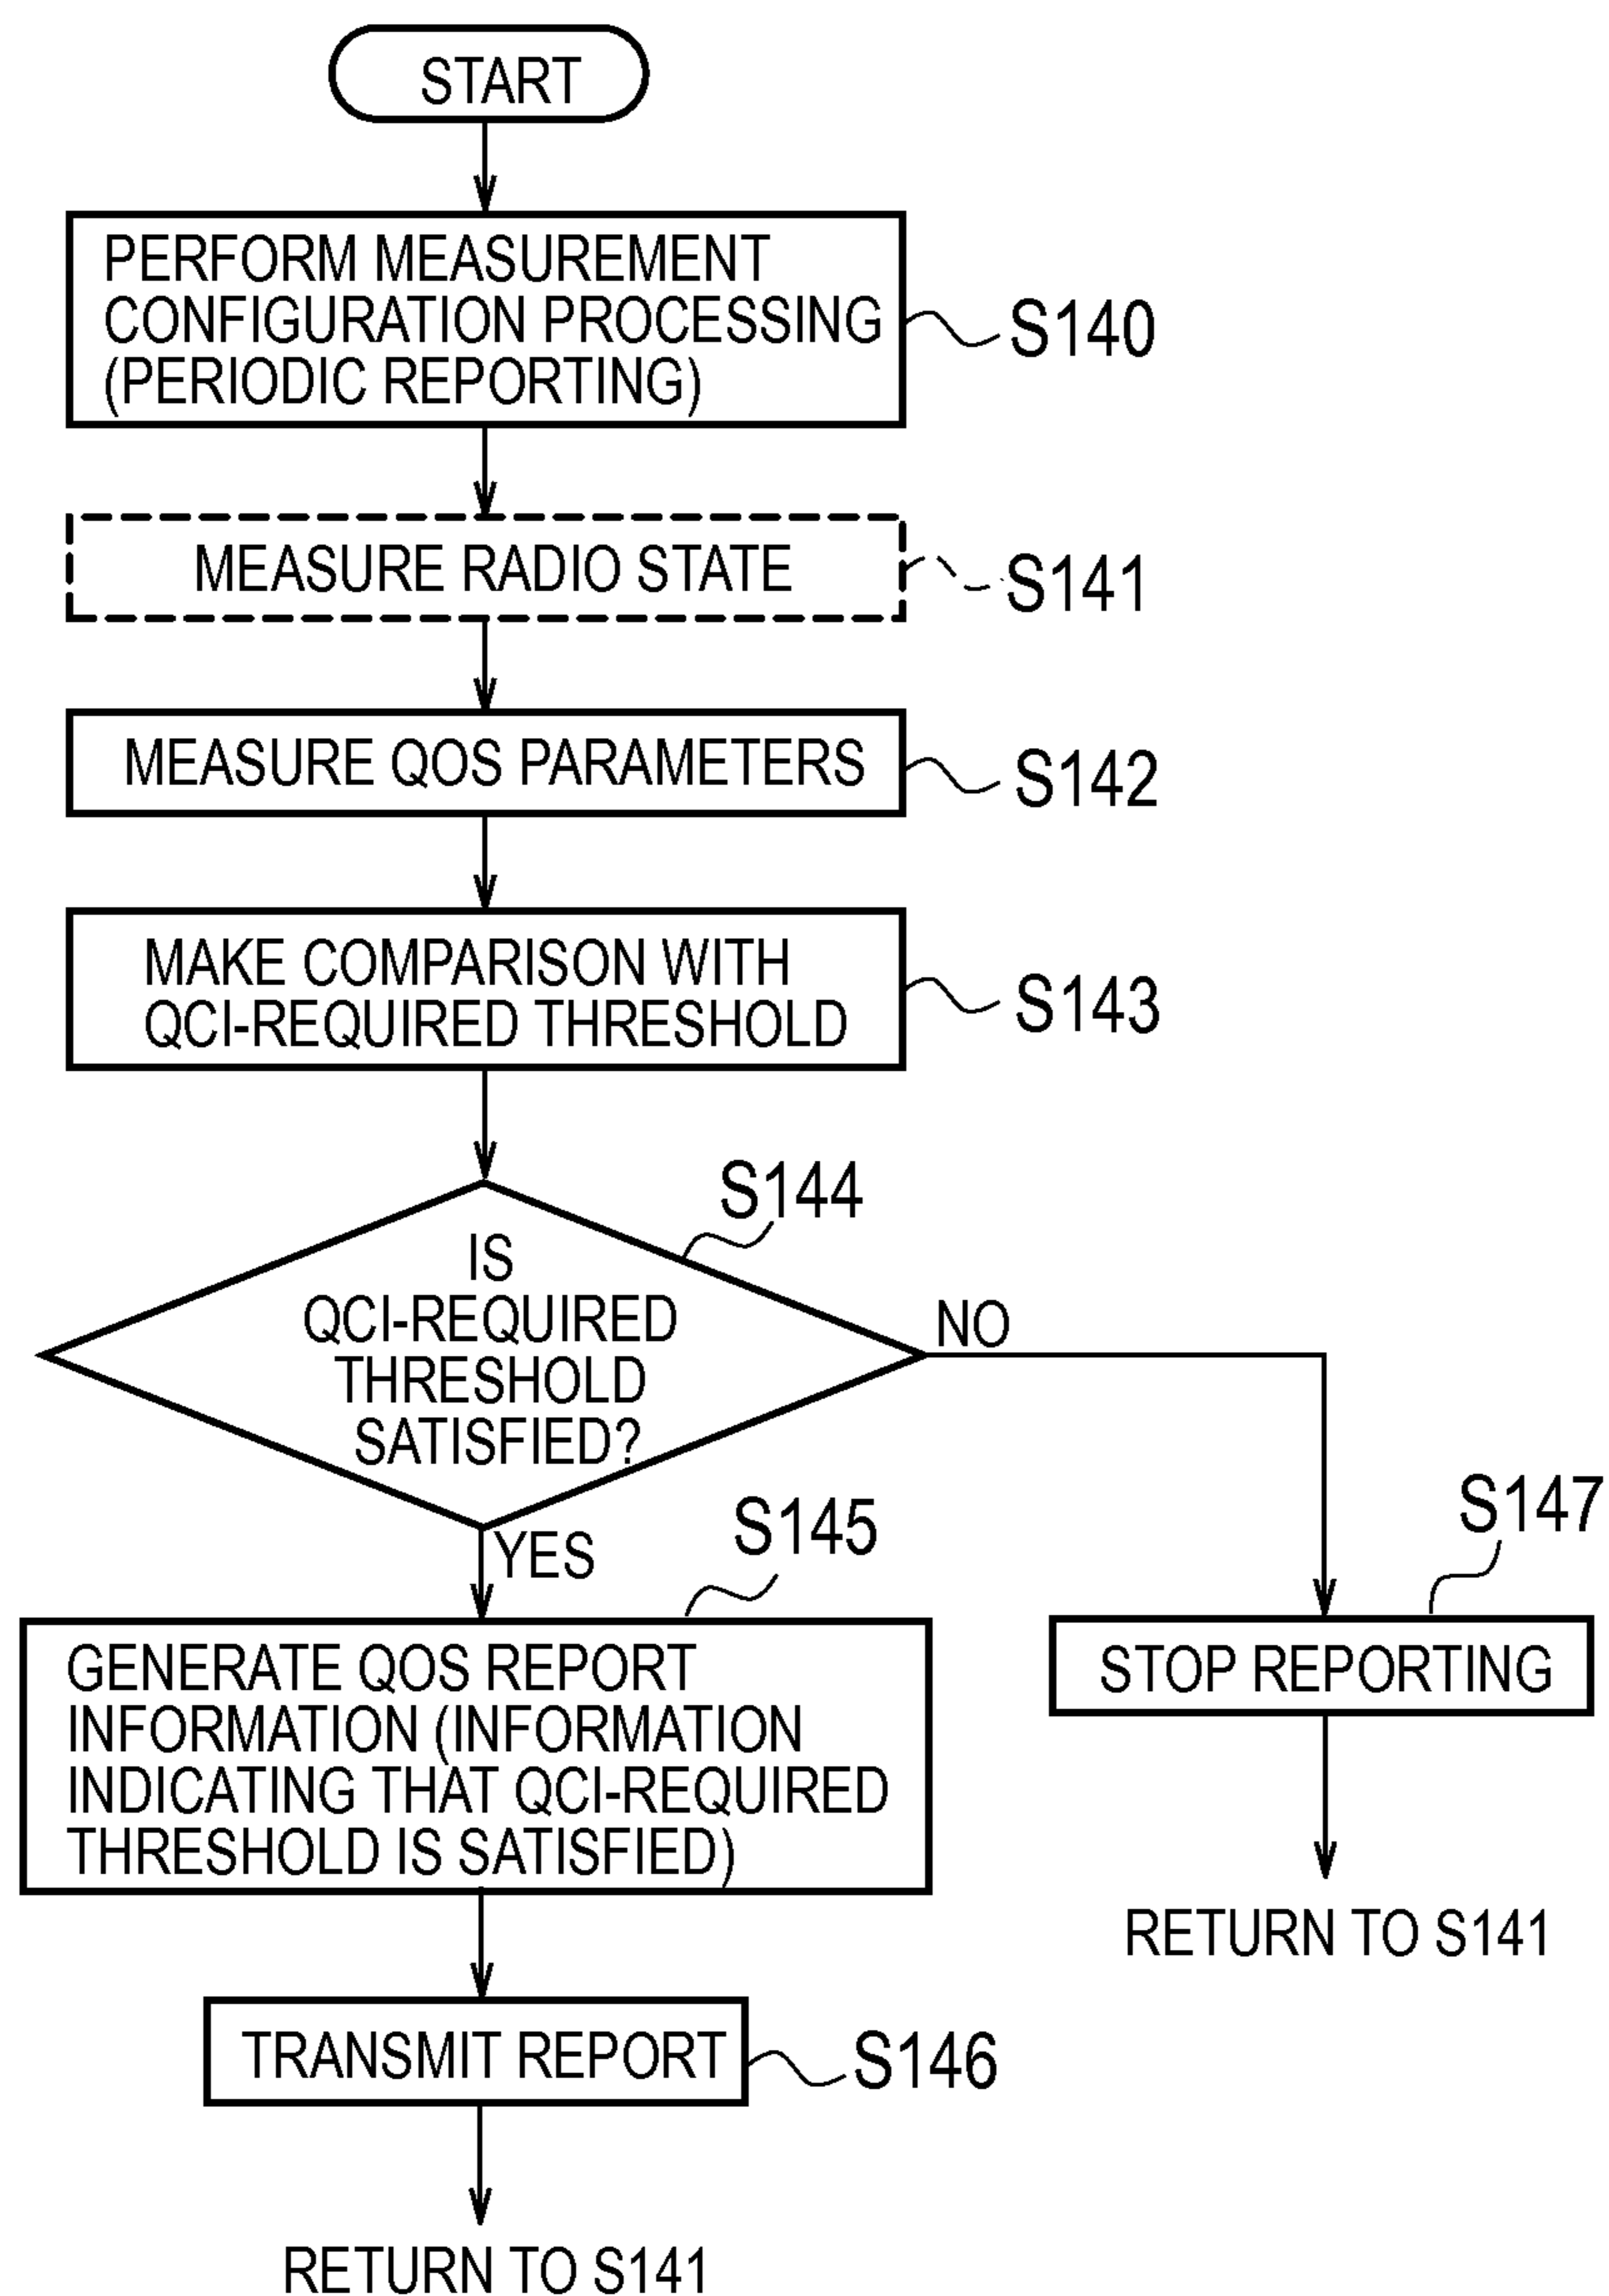 START
PERFORM MEASUREMENT
CONFIGURATION PROCESSING
(PERIODIC REPORTING)
S140
MEASURE RADIO STATE
S141
MEASURE QOS PARAMETERS
S142
MAKE COMPARISON WITH
QCI-REQUIRED THRESHOLD
S143
S144
IS
QCI-REQUIRED
THRESHOLD
SATISFIED?
NO
YES
S145
GENERATE QOS REPORT
INFORMATION (INFORMATION
INDICATING THAT QCI-REQUIRED
THRESHOLD IS SATISFIED)
S147
STOP REPORTING
RETURN TO S141
TRANSMIT REPORT
S146
RETURN TO S141